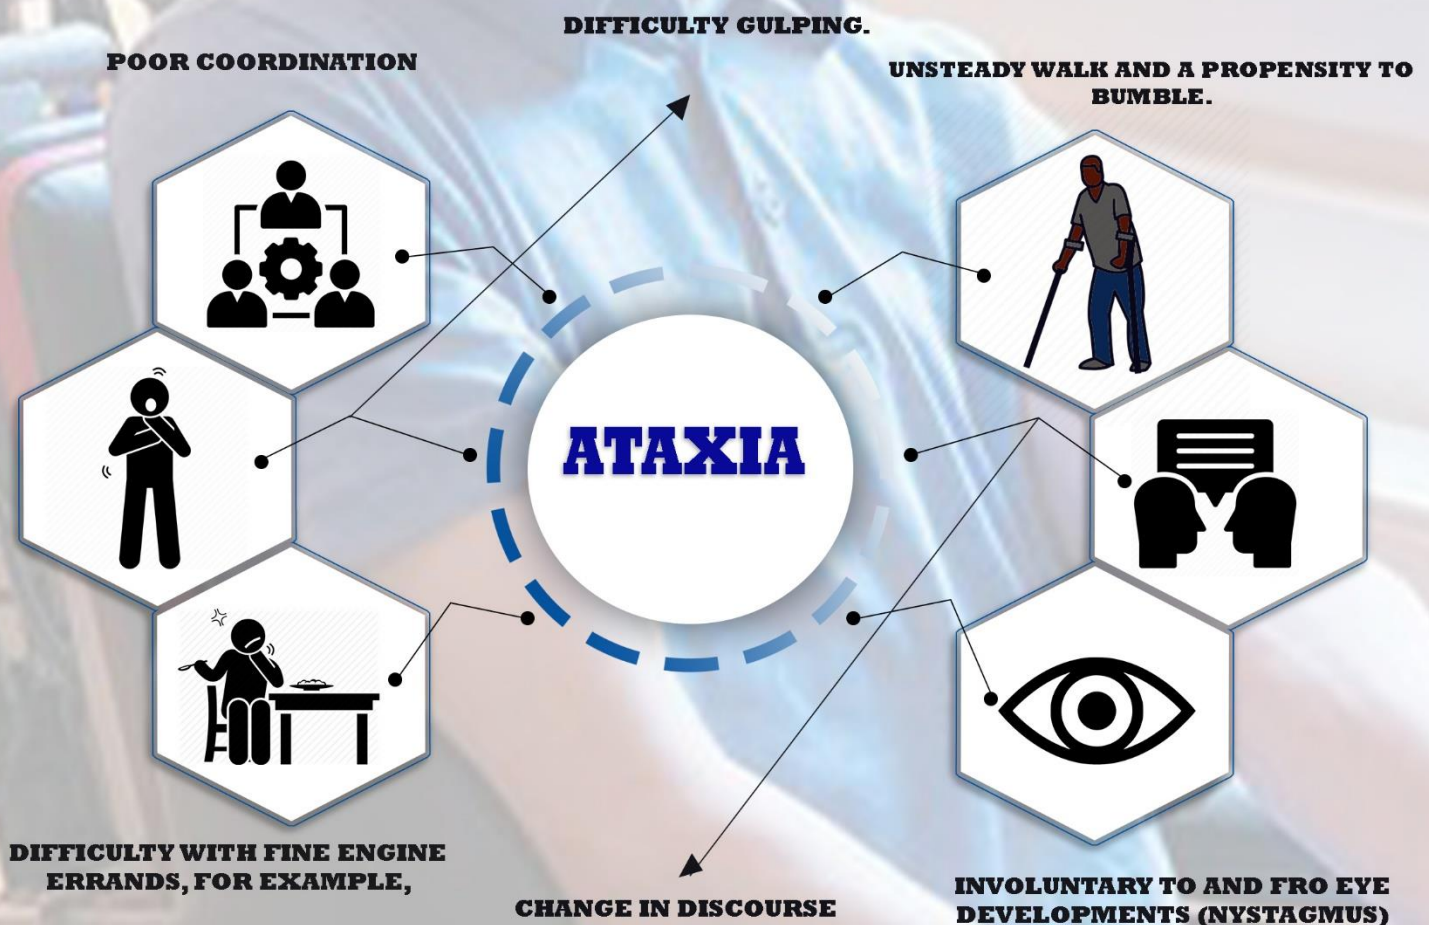 DIFFICULTY GULPING.
POOR COORDINATION
UNSTEADY WALK AND A PROPENSITY TO
BUMBLE.
ATAXIA
DIFFICULTY WITH FINE ENGINE
ERRANDS, FOR EXAMPLE,
CHANGE IN DISCOURSE
INVOLUNTARY TO AND FRO EYE
DEVELOPMENTS (NYSTAGMUS)